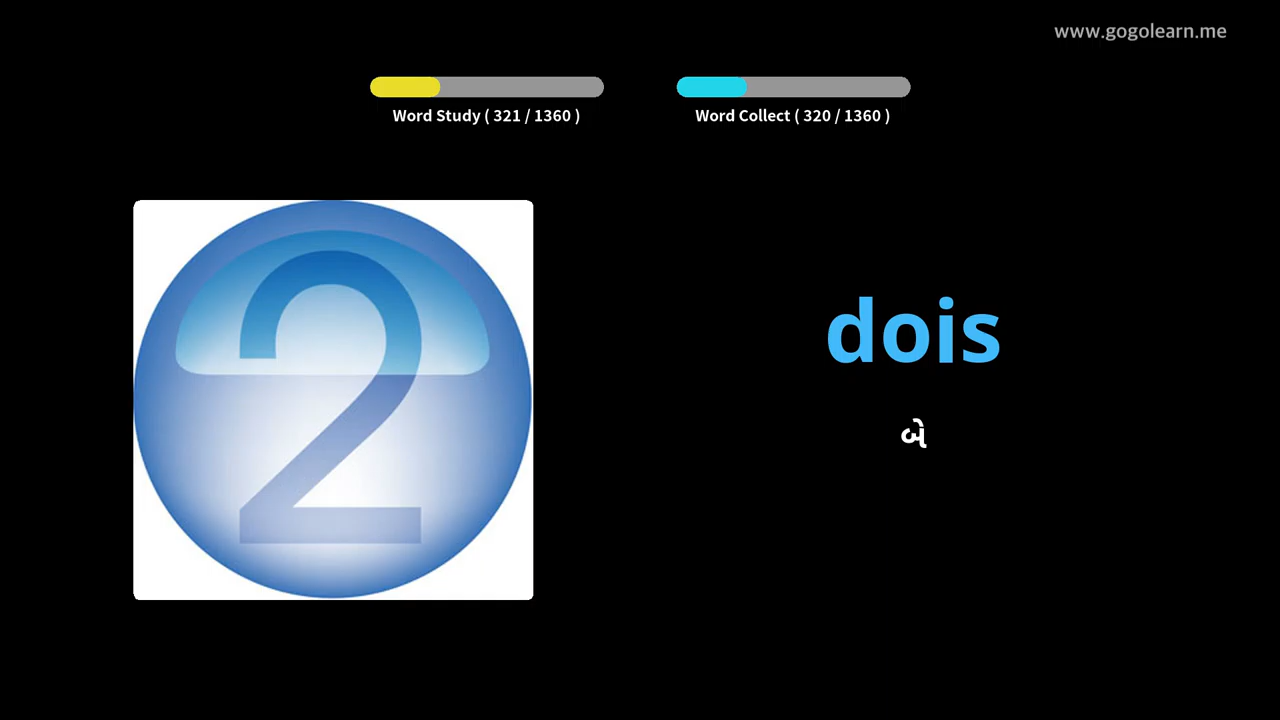 www.gogolearn.me
Word Study ( 321 / 1360 )
Word Collect ( 320 / 1360 )
2
dois
બે